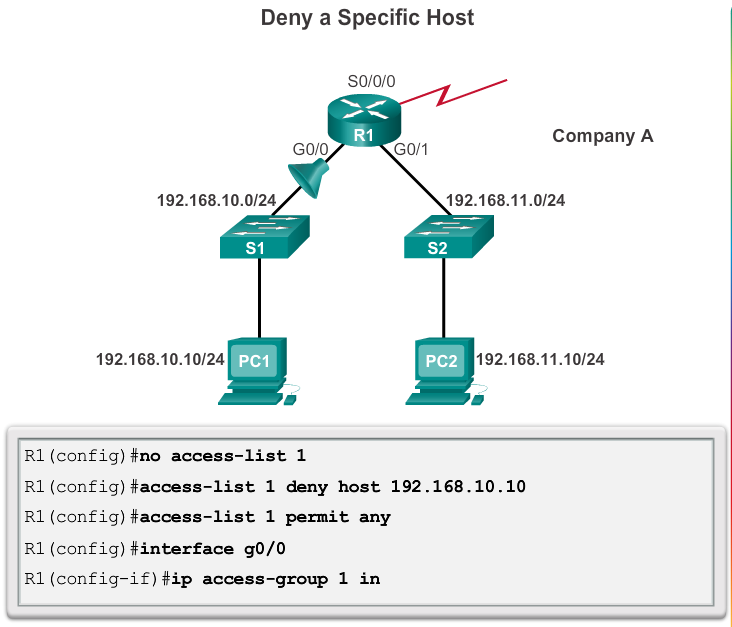 Deny a Specific Host
S0/0/0
R1
Company A
G0/0
G0/1
192.168.10.0/24
192.168.11.0/24
S1
S2
192.168.10.10/24
PC1
PC2
192.168.11.10/24
R1(config)#no access-list 1
R1(config)#access-list 1 deny host 192.168.10.10
R1(config)#access-list 1 permit any
R1(config)#interface g0/0
R1(config-if)#ip access-group 1 in